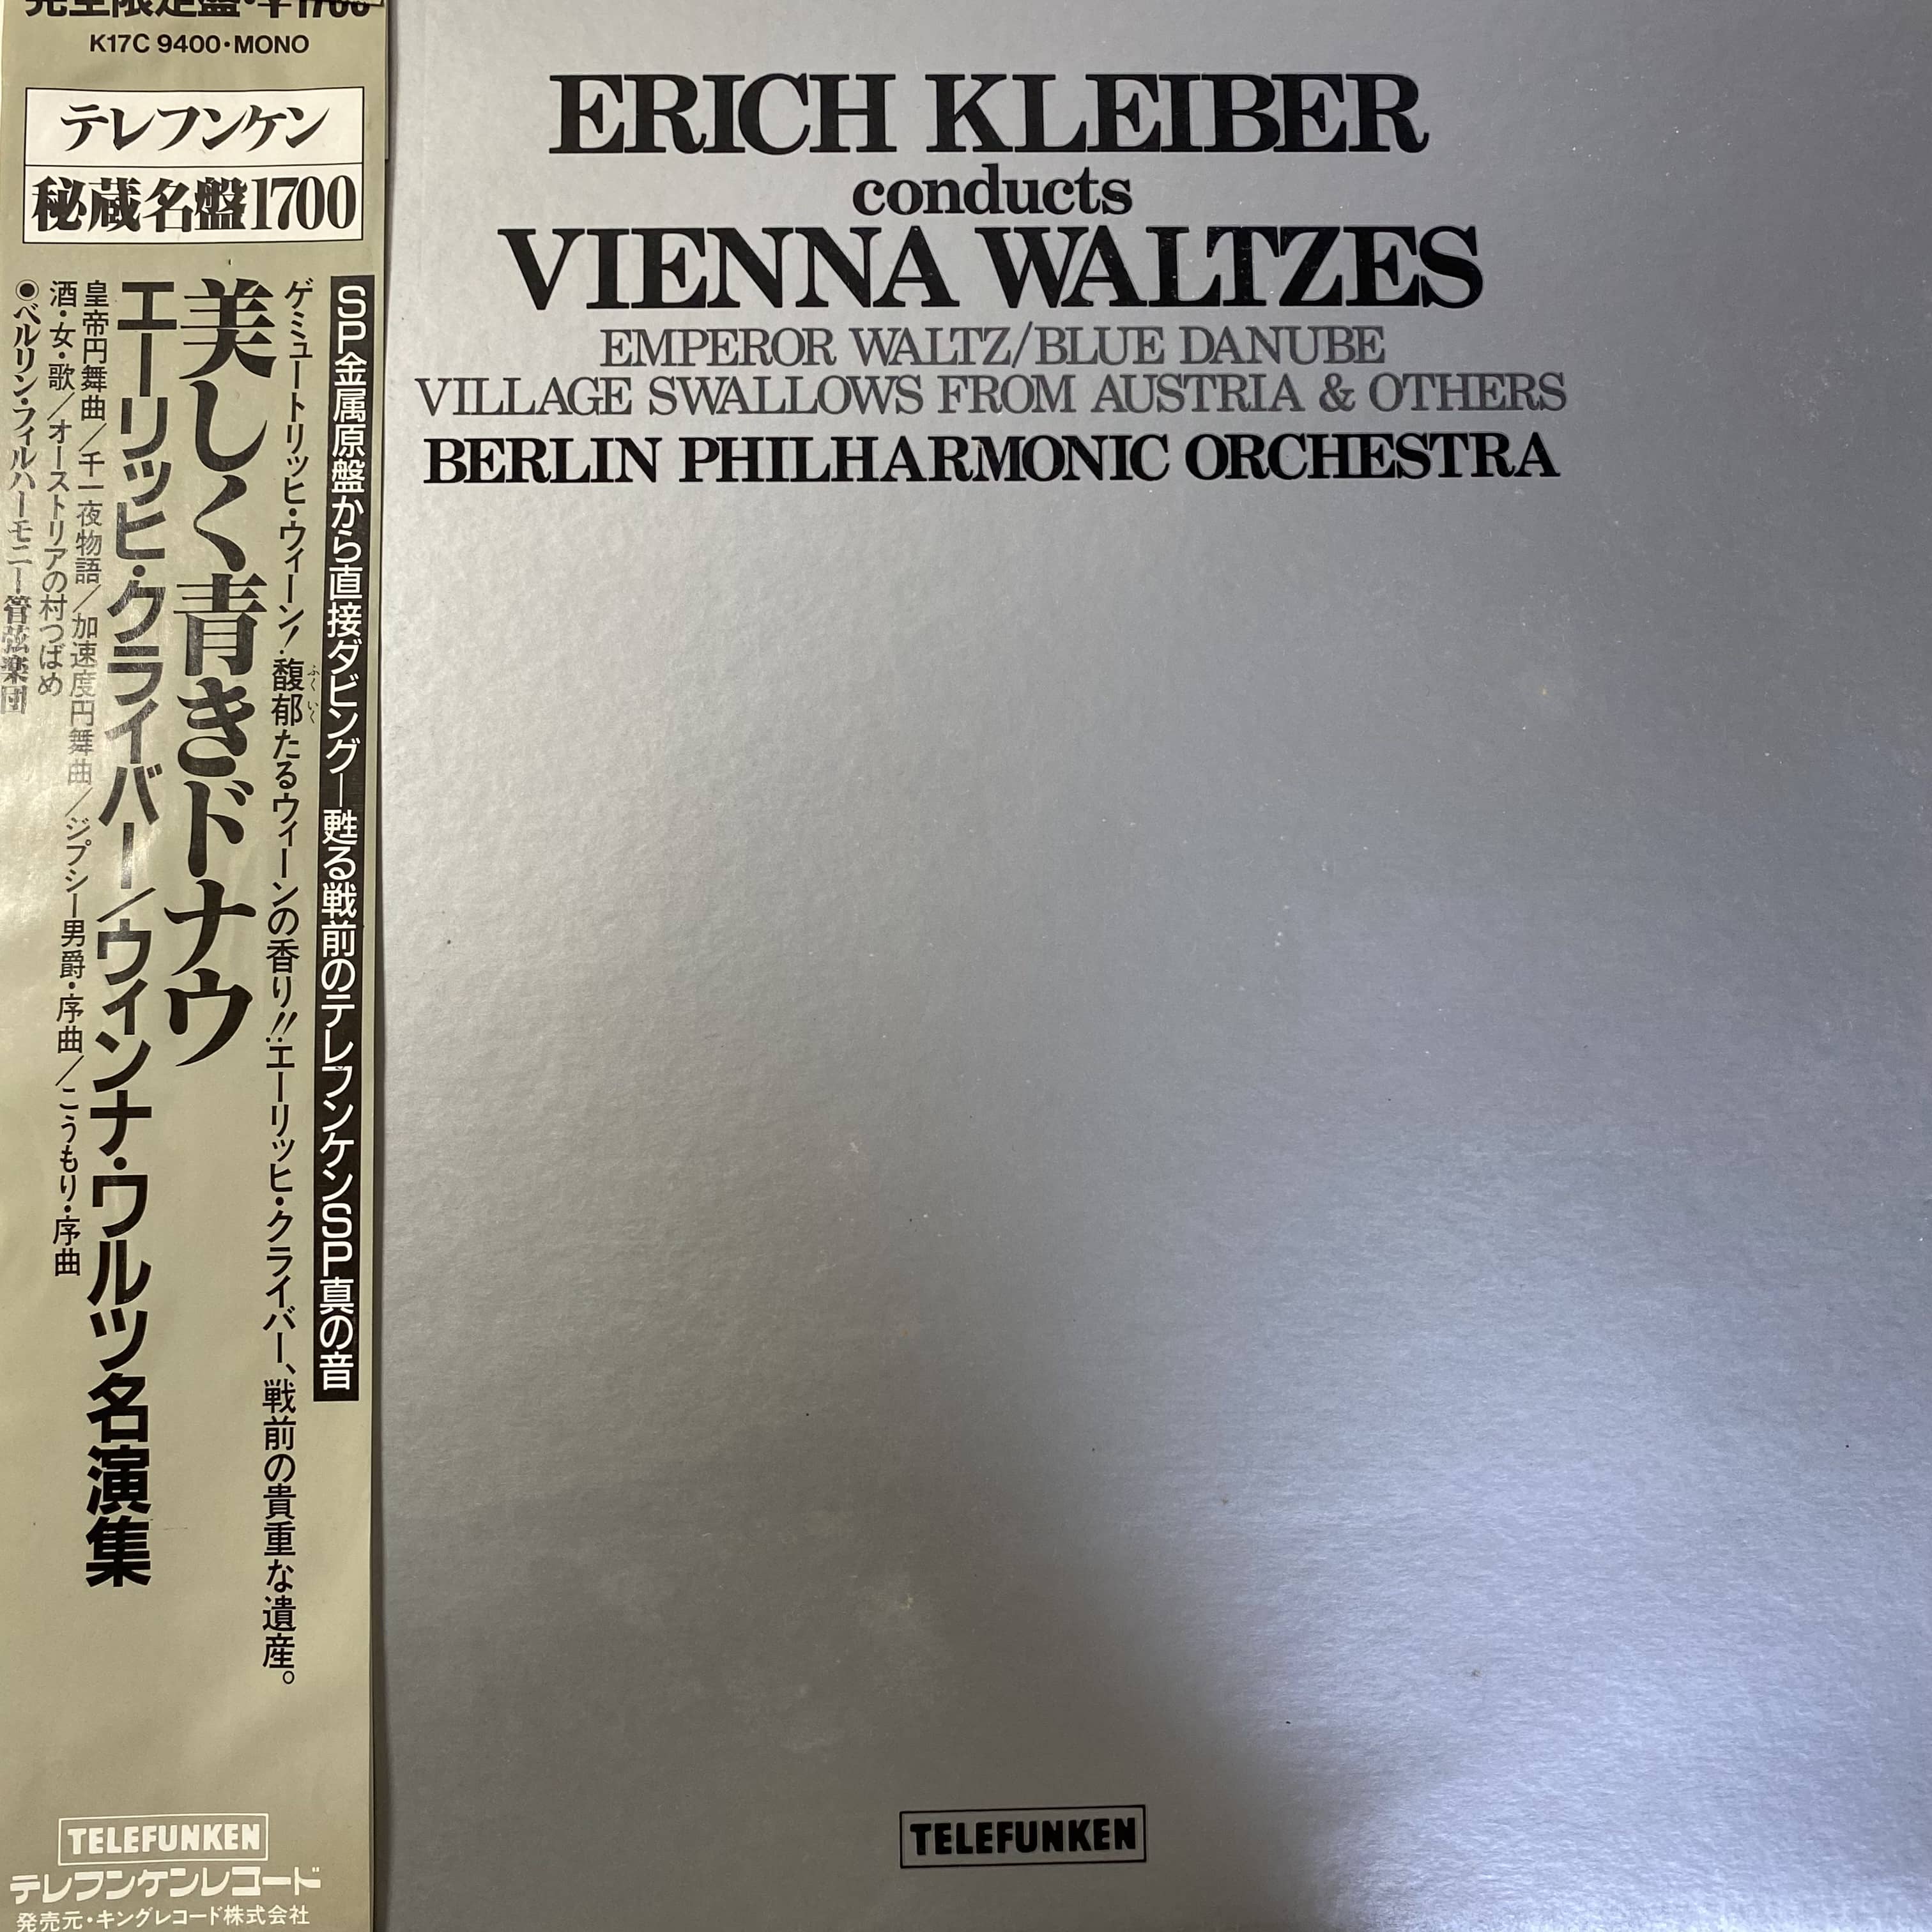 完全限定盤・¥1700
K17C 9400・MONO
テレフンケン
秘蔵名盤1700
SP金属原盤から直接ダビング—甦る戦前のテレフンケンSP真の音
ゲミュートリッヒ・ウィーン!馥郁たるウィーンの香り!!エーリッヒ・クライバー、戦前の貴重な遺産。
ふくいく
美しく青きドナウ
エーリッヒ・クライバー/ウィンナ・ワルツ名演集
皇帝円舞曲/千一夜物語/加速度円舞曲/ジプシー男爵・序曲/こうもり・序曲
酒・女・歌/オーストリアの村つばめ
●ベルリン・フィルハーモニー管弦楽団
TELEFUNKEN
テレフンケンレコード
発売元・キングレコード株式会社
ERICH KLEIBER
conducts
VIENNA WALTZES
EMPEROR WALTZ/BLUE DANUBE
VILLAGE SWALLOWS FROM AUSTRIA & OTHERS
BERLIN PHILHARMONIC ORCHESTRA
TELEFUNKEN